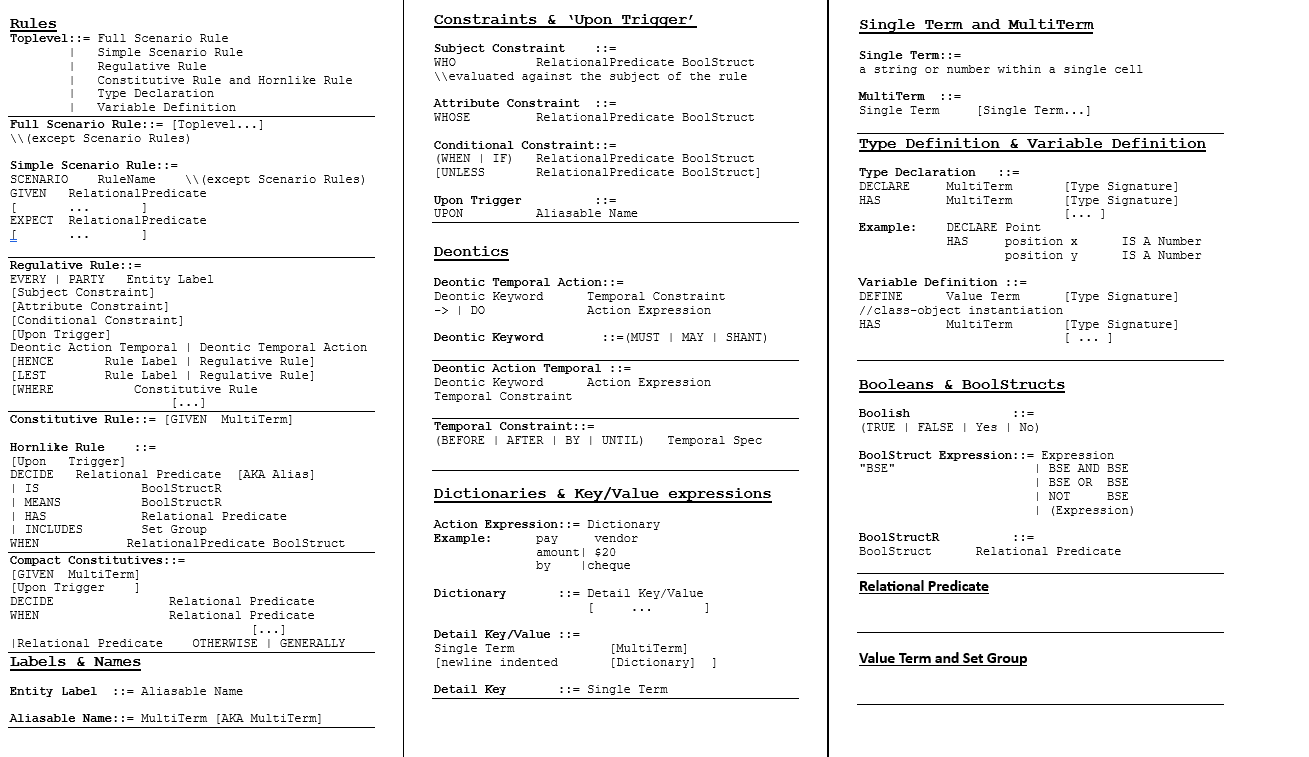 Rules
Toplevel::= Full Scenario Rule
| Simple Scenario Rule
| Regulative Rule
| Constitutive Rule and Hornlike Rule
| Type Declaration
| Variable Definition
Full Scenario Rule::= [Toplevel...]
\\(except Scenario Rules)
Simple Scenario Rule::=
SCENARIO RuleName \\(except Scenario Rules)
GIVEN RelationalPredicate
[ ... ]
EXPECT RelationalPredicate
[ ... ]
Regulative Rule::=
EVERY | PARTY Entity Label
[Subject Constraint]
[Attribute Constraint]
[Conditional Constraint]
[Upon Trigger]
Deontic Action Temporal | Deontic Temporal Action
[HENCE Rule Label | Regulative Rule]
[LEST Rule Label | Regulative Rule]
[WHERE Constitutive Rule
[...]
Constitutive Rule::= [GIVEN MultiTerm]
Hornlike Rule ::=
[Upon Trigger]
DECIDE Relational Predicate [AKA Alias]
| IS BoolStructR
| MEANS BoolStructR
| HAS Relational Predicate
| INCLUDES Set Group
WHEN RelationalPredicate BoolStruct
Compact Constitutives::=
[GIVEN MultiTerm]
[Upon Trigger ]
DECIDE Relational Predicate
WHEN Relational Predicate
[...]
|Relational Predicate OTHERWISE | GENERALLY
Labels & Names
Entity Label ::= Aliasable Name
Aliasable Name::= MultiTerm [AKA MultiTerm]
Constraints & ‘Upon Trigger’
Subject Constraint ::=
WHO RelationalPredicate BoolStruct
\\evaluated against the subject of the rule
Attribute Constraint ::=
WHOSE RelationalPredicate BoolStruct
Conditional Constraint::=
(WHEN | IF) RelationalPredicate BoolStruct
[UNLESS RelationalPredicate BoolStruct]
Upon Trigger ::=
UPON Aliasable Name
Deontics
Deontic Temporal Action::=
Deontic Keyword Temporal Constraint
-> | DO Action Expression
Deontic Keyword ::=(MUST | MAY | SHANT)
Deontic Action Temporal ::=
Deontic Keyword Action Expression
Temporal Constraint
Temporal Constraint::=
(BEFORE | AFTER | BY | UNTIL) Temporal Spec
Dictionaries & Key/Value expressions
Action Expression::= Dictionary
Example: pay vendor
amount| $20
by |cheque
Dictionary ::= Detail Key/Value
[ ... ]
Detail Key/Value ::=
Single Term [MultiTerm]
[newline indented [Dictionary] ]
Detail Key ::= Single Term
Single Term and MultiTerm
Single Term::=
a string or number within a single cell
MultiTerm ::=
Single Term [Single Term...]
Type Definition & Variable Definition
Type Declaration ::=
DECLARE MultiTerm [Type Signature]
HAS MultiTerm [Type Signature]
[... ]
Example: DECLARE Point
HAS position x IS A Number
position y IS A Number
Variable Definition ::=
DEFINE Value Term [Type Signature]
//class-object instantiation
HAS MultiTerm [Type Signature]
[ ... ]
Booleans & BoolStructs
Boolish ::=
(TRUE | FALSE | Yes | No)
BoolStruct Expression::= Expression
"BSE" | BSE AND BSE
| BSE OR BSE
| NOT BSE
| (Expression)
BoolStructR ::=
BoolStruct Relational Predicate
Relational Predicate
Value Term and Set Group